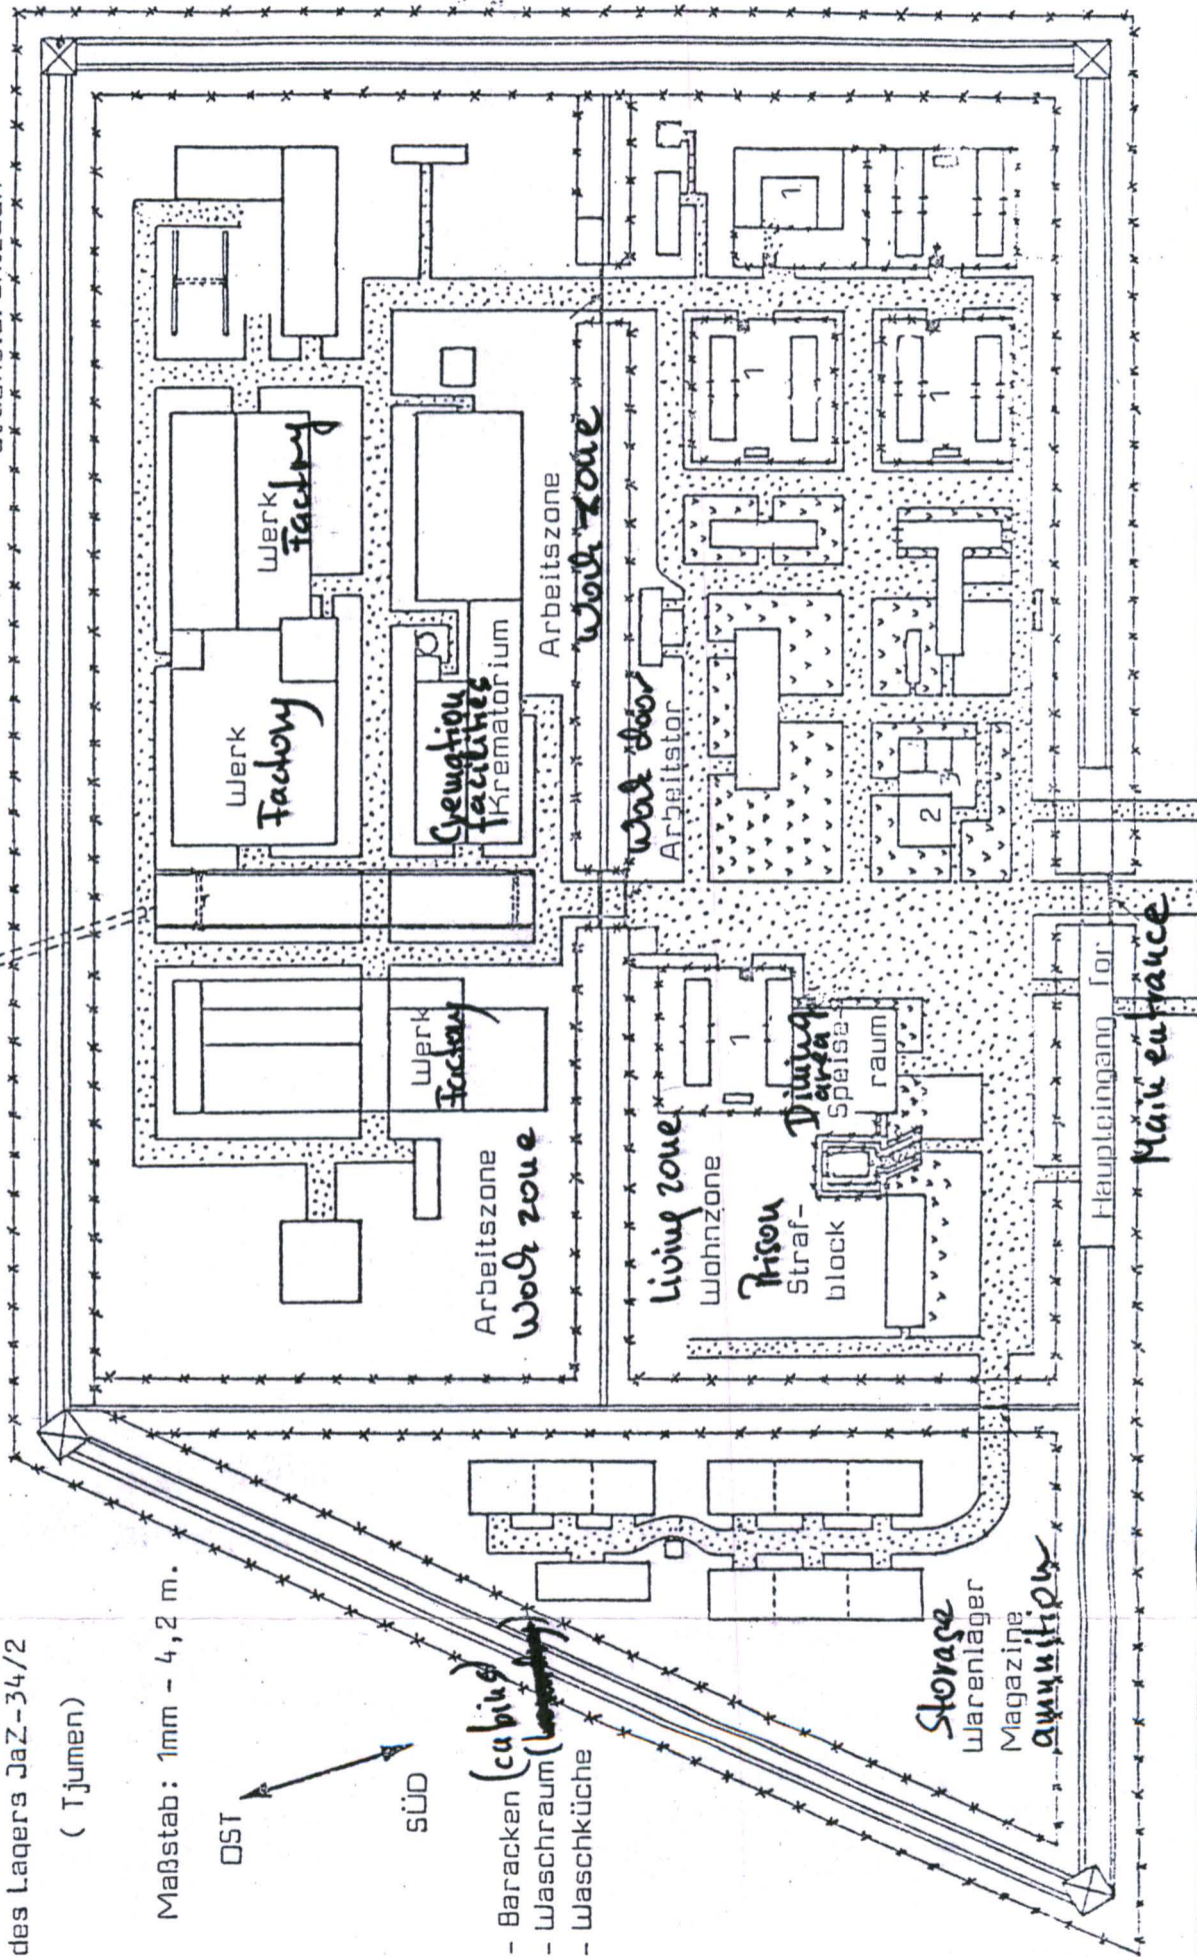 des Lagers JaZ-34/2
( Tjumen)
Maßstab: 1mm - 4,2 m.
OST
SÜD
- Baracken (cabins)
- Waschraum
- Waschküche
Werk
Factory
Werk
Factory
Werk
Factory
Cremation
facilities
Krematorium
Arbeitszone
Work zone
Arbeitszone
Work zone
Work door
Arbeitstor
Living zone
Wohnzone
Prison
Straf-
block
Dining
area
Speise-
raum
1
1
1
1
2
Storage
Warenlager
Magazine
ammunition
Haupteingang Tor
Main entrance